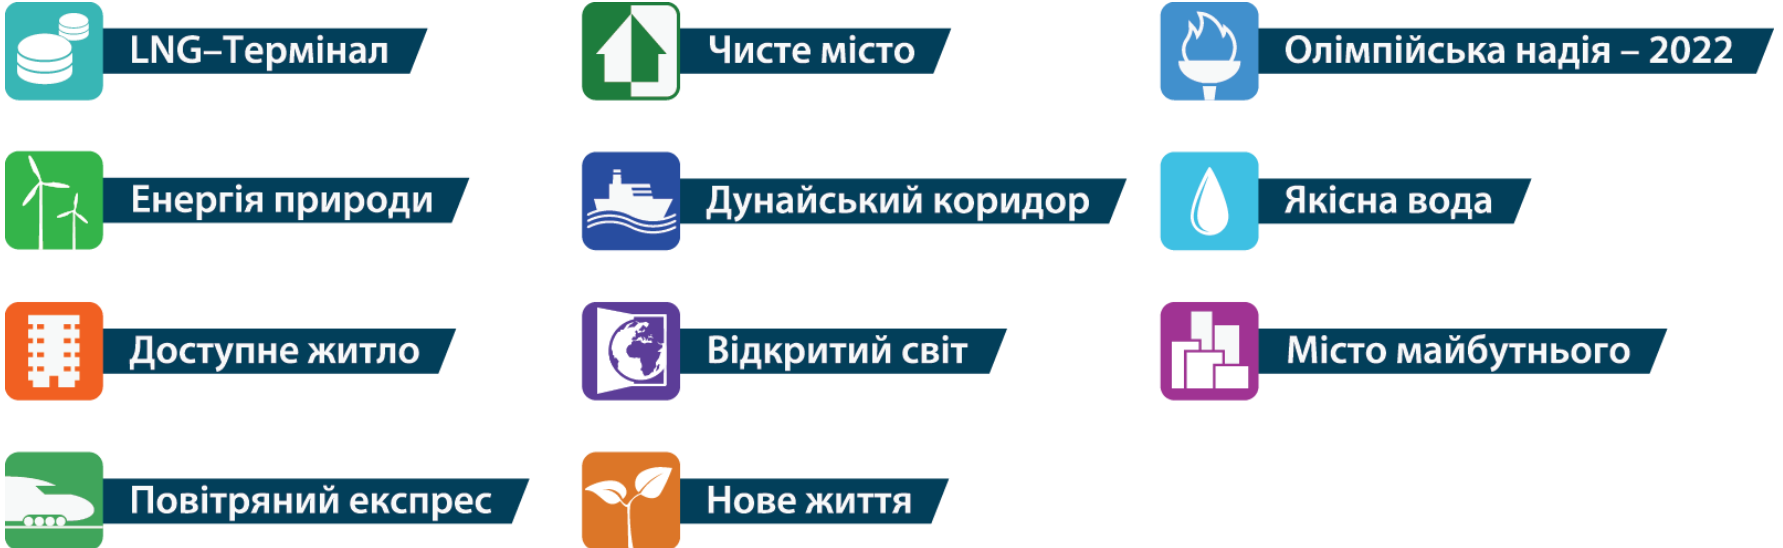 LNG–Термінал
Чисте місто
Олімпійська надія – 2022
Енергія природи
Дунайський коридор
Якісна вода
Доступне житло
Відкритий світ
Місто майбутнього
Повітряний експрес
Нове життя